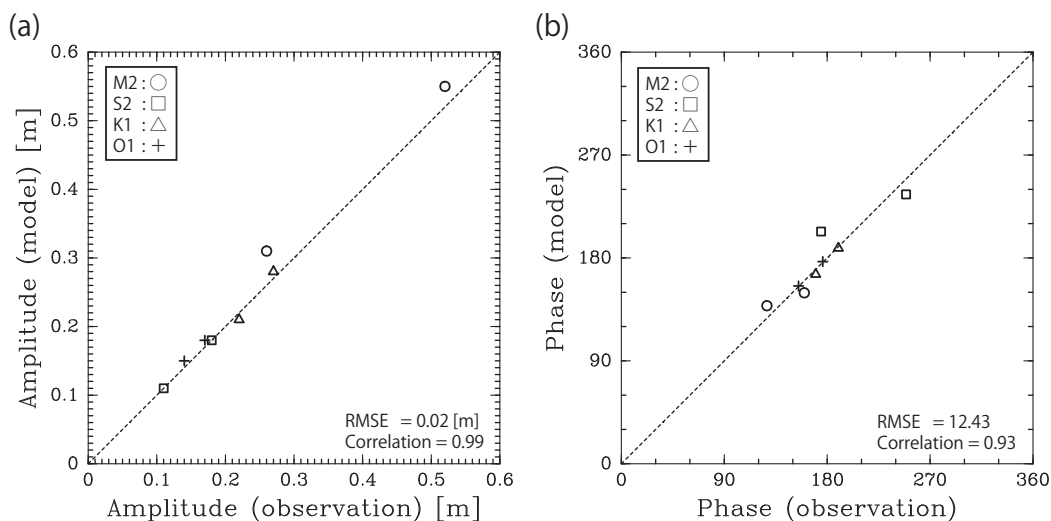 (a)
0.6
0.5
0.4
0.3
0.2
0.1
0
Amplitude (model) [m]
M2 : ○
S2 : □
K1 : △
O1 : +
RMSE = 0.02 [m]
Correlation = 0.99
0 0.1 0.2 0.3 0.4 0.5 0.6
Amplitude (observation) [m]
(b)
360
270
180
90
0
Phase (model)
M2 : ○
S2 : □
K1 : △
O1 : +
RMSE = 12.43
Correlation = 0.93
0 90 180 270 360
Phase (observation)